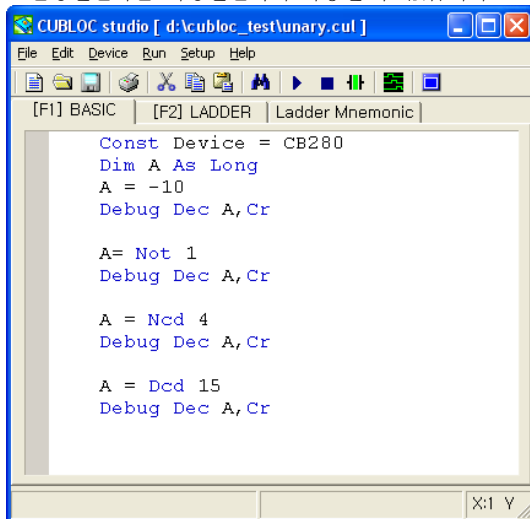 CUBLOC studio [ d:\cubloc_test\unary.cul ]
File Edit Device Run Setup Help
[F1] BASIC [F2] LADDER Ladder Mnemonic
Const Device = CB280
Dim A As Long
A = -10
Debug Dec A,Cr
A= Not 1
Debug Dec A,Cr
A = Ncd 4
Debug Dec A,Cr
A = Dcd 15
Debug Dec A,Cr
X:1 Y